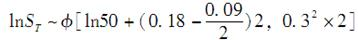 lnS_T ~ φ[ln50 + (0.18 − 0.09/2)2, 0.3² × 2]